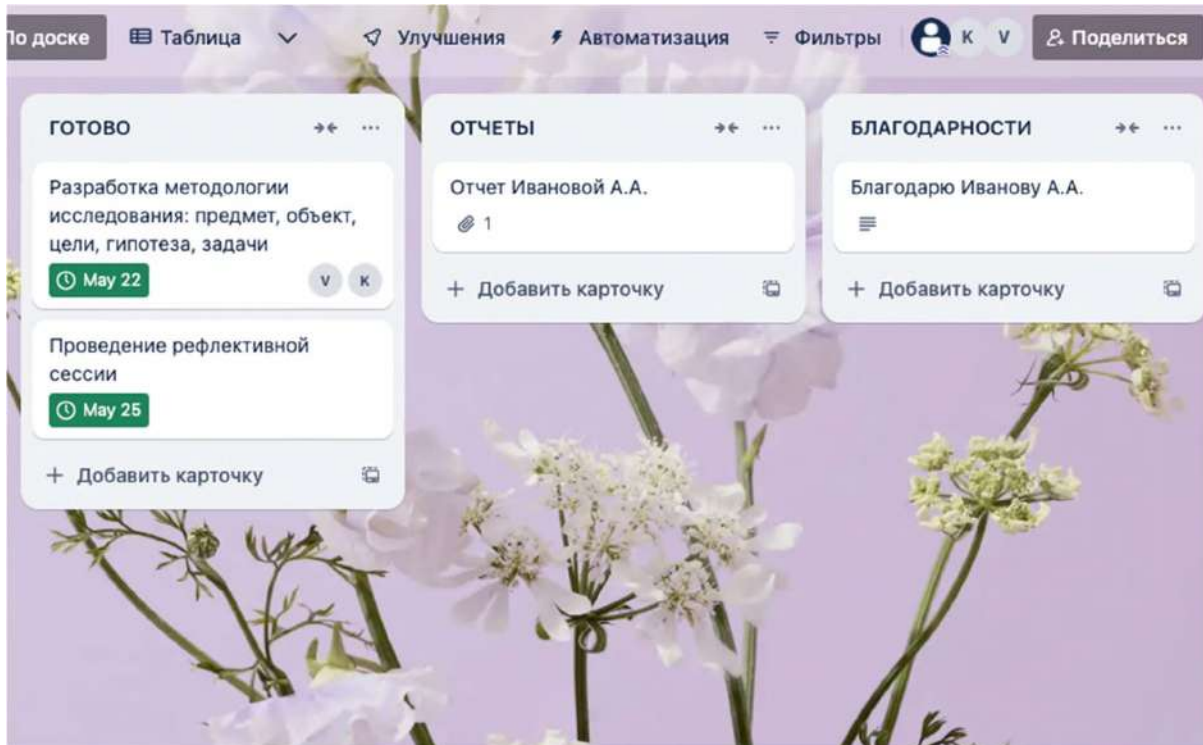 По доске Таблица Улучшения Автоматизация Фильтры K V Поделиться
ГОТОВО
Разработка методологии
исследования: предмет, объект,
цели, гипотеза, задачи
May 22 V K
Проведение рефлективной
сессии
May 25
+ Добавить карточку
ОТЧЕТЫ
Отчет Ивановой А.А.
1
+ Добавить карточку
БЛАГОДАРНОСТИ
Благодарю Иванову А.А.
+ Добавить карточку